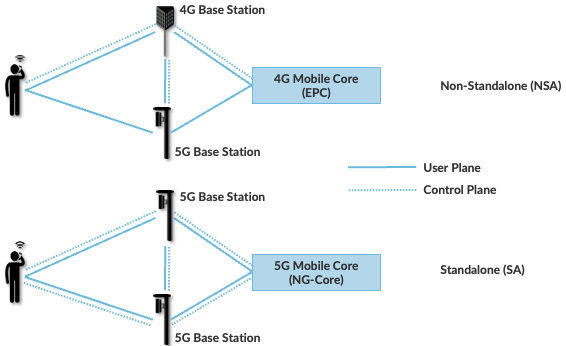 4G Base Station
4G Mobile Core
(EPC)
Non-Standalone (NSA)
5G Base Station
User Plane
Control Plane
5G Base Station
5G Mobile Core
(NG-Core)
Standalone (SA)
5G Base Station